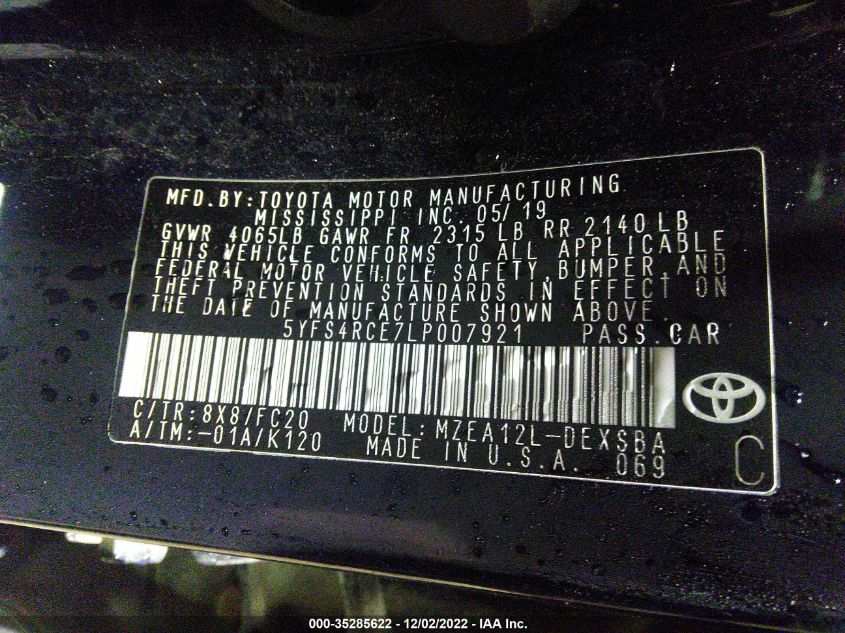 MFD. BY: TOYOTA MOTOR MANUFACTURING
MISSISSIPPI INC. 05/19
GVWR 4065LB GAWR FR 2315 LB RR 2140 LB
THIS VEHICLE CONFORMS TO ALL APPLICABLE
FEDERAL MOTOR VEHICLE SAFETY, BUMPER, AND
THEFT PREVENTION STANDARDS IN EFFECT ON
THE DATE OF MANUFACTURE SHOWN ABOVE.
5YFS4RCE7LP007921 PASS. CAR
C/TR: 8X8/FC20 MODEL: MZEA12L-DEXSBA
A/TM: -01A/K120 MADE IN U.S.A. 069 C
000-35285622 - 12/02/2022 - IAA Inc.